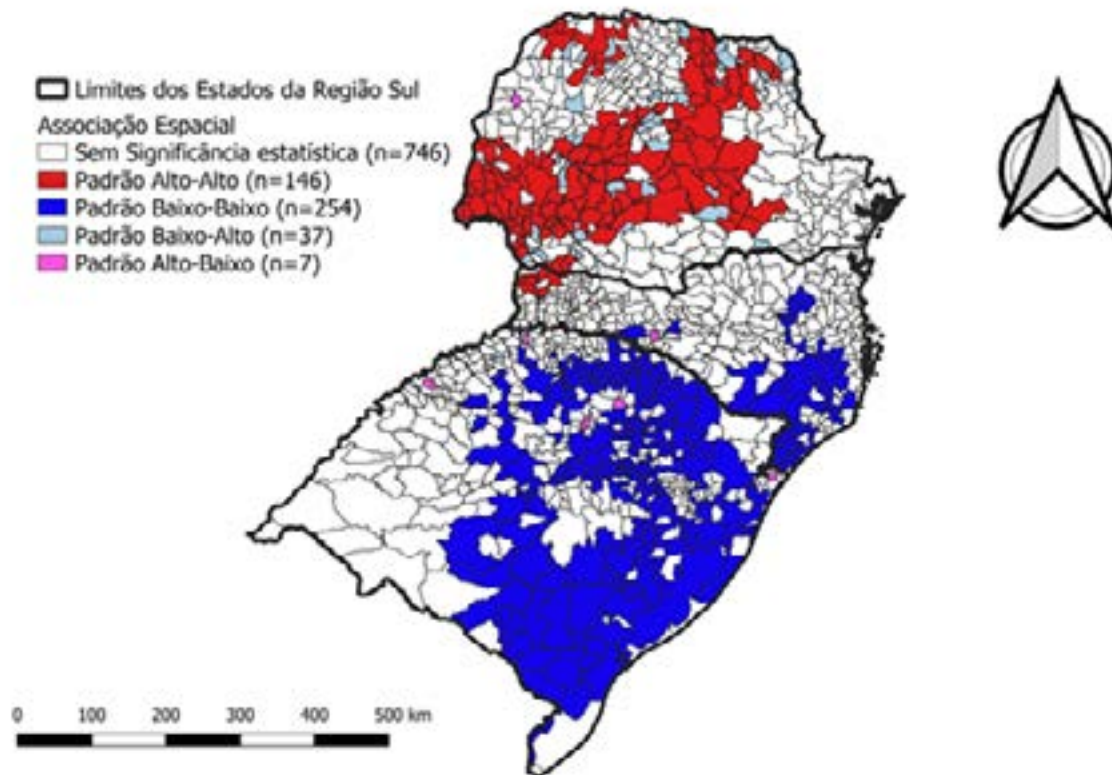 Limites dos Estados da Região Sul
Associação Espacial
Sem Significância estatística (n=746)
Padrão Alto-Alto (n=146)
Padrão Baixo-Baixo (n=254)
Padrão Baixo-Alto (n=37)
Padrão Alto-Baixo (n=7)
0 100 200 300 400 500 km